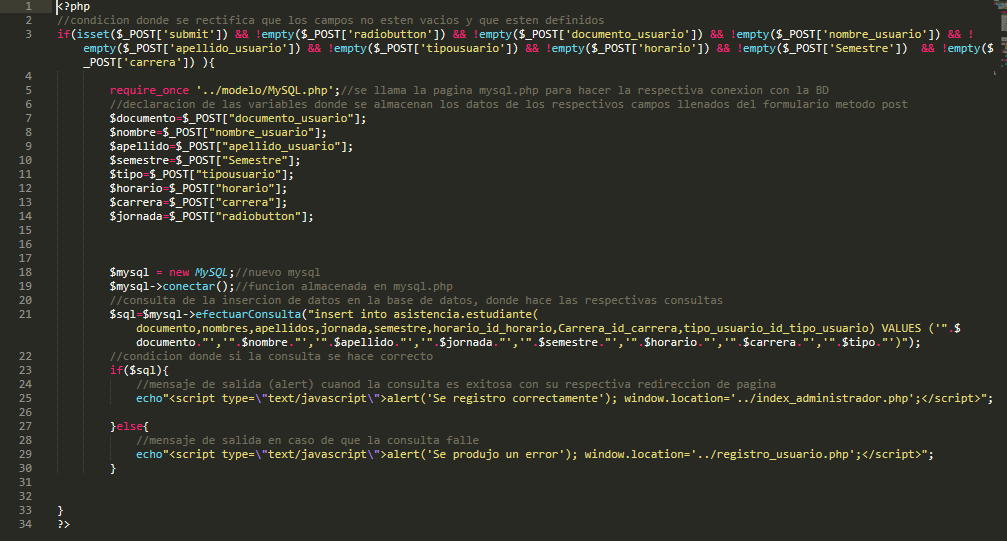 1 <?php
2 //condicion donde se rectifica que los campos no esten vacios y que esten definidos
3 if(isset($_POST['submit']) && !empty($_POST['radiobutton']) && !empty($_POST['documento_usuario']) && !empty($_POST['nombre_usuario']) && !
empty($_POST['apellido_usuario']) && !empty($_POST['tipousuario']) && !empty($_POST['horario']) && !empty($_POST['Semestre'])  && !empty($
_POST['carrera']) ){
4
5 require_once '../modelo/MySQL.php';//se llama la pagina mysql.php para hacer la respectiva conexion con la BD
6 //declaracion de las variables donde se almacenan los datos de los respectivos campos llenados del formulario metodo post
7 $documento=$_POST["documento_usuario"];
8 $nombre=$_POST["nombre_usuario"];
9 $apellido=$_POST["apellido_usuario"];
10 $semestre=$_POST["Semestre"];
11 $tipo=$_POST["tipousuario"];
12 $horario=$_POST["horario"];
13 $carrera=$_POST["carrera"];
14 $jornada=$_POST["radiobutton"];
15
16
17
18 $mysql = new MySQL;//nuevo mysql
19 $mysql->conectar();//funcion almacenada en mysql.php
20 //consulta de la insercion de datos en la base de datos, donde hace las respectivas consultas
21 $sql=$mysql->efectuarConsulta("insert into asistencia.estudiante(
documento,nombres,apellidos,jornada,semestre,horario_id_horario,Carrera_id_carrera,tipo_usuario_id_tipo_usuario) VALUES ('".$
documento."','".$nombre."','".$apellido."','".$jornada."','".$semestre."','".$horario."','".$carrera."','".$tipo."')");
22 //condicion donde si la consulta se hace correcto
23 if($sql){
24 //mensaje de salida (alert) cuanod la consulta es exitosa con su respectiva redireccion de pagina
25 echo"<script type=\"text/javascript\">alert('Se registro correctamente'); window.location='../index_administrador.php';</script>";
26
27 }else{
28 //mensaje de salida en caso de que la consulta falle
29 echo"<script type=\"text/javascript\">alert('Se produjo un error'); window.location='../registro_usuario.php';</script>";
30 }
31
32
33 }
34 ?>